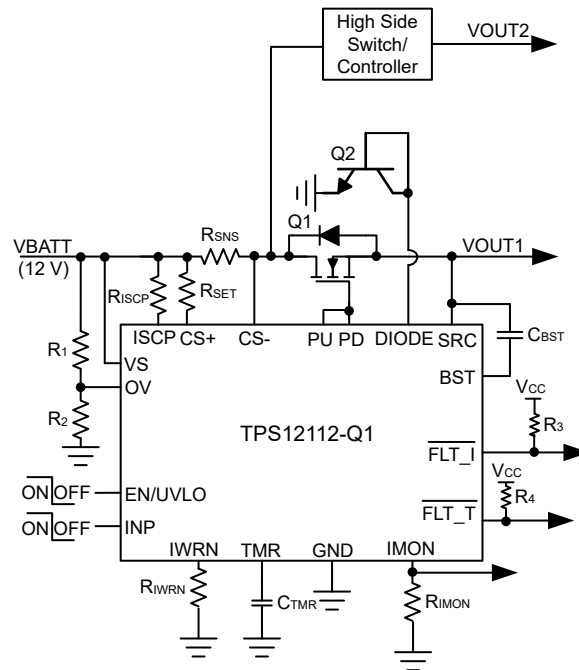 High Side
Switch/
Controller
VOUT2
Q2
Q1
VBATT
(12 V)
RSNS
VOUT1
RISCP
RSET
CBST
R1
ISCP
CS+
CS-
PU
PD
DIODE
SRC
VS
BST
OV
R2
TPS12112-Q1
VCC
R3
FLT_I
VCC
R4
ON OFF
EN/UVLO
FLT_T
ON OFF
INP
IWRN
TMR
GND
IMON
RIWRN
CTMR
RIMON